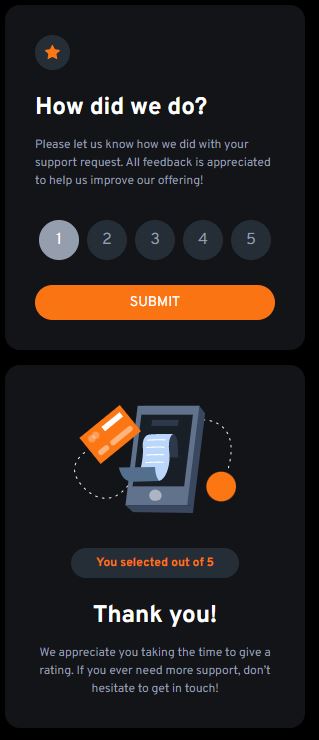 How did we do?
Please let us know how we did with your
support request. All feedback is appreciated
to help us improve our offering!
1 2 3 4 5
SUBMIT
You selected out of 5
Thank you!
We appreciate you taking the time to give a
rating. If you ever need more support, don't
hesitate to get in touch!